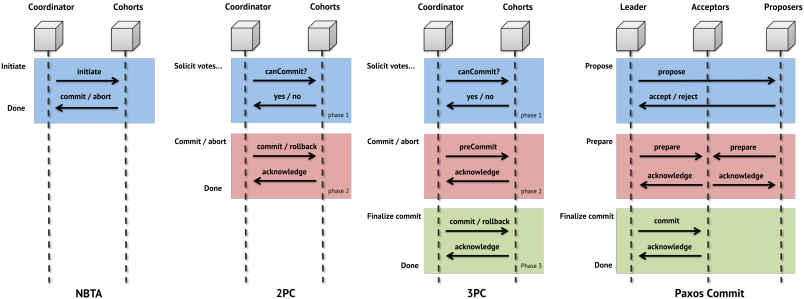 Coordinator
Cohorts
Initiate
initiate
commit / abort
Done
NBTA
Coordinator
Cohorts
Solicit votes...
canCommit?
yes / no
phase 1
Commit / abort
commit / rollback
acknowledge
phase 2
Done
2PC
Coordinator
Cohorts
Solicit votes...
canCommit?
yes / no
phase 1
Commit / abort
preCommit
acknowledge
phase 2
Finalize commit
commit / rollback
acknowledge
Phase 3
Done
3PC
Leader
Acceptors
Proposers
Propose
propose
accept / reject
Prepare
prepare
prepare
acknowledge
acknowledge
Finalize commit
commit
acknowledge
Done
Paxos Commit